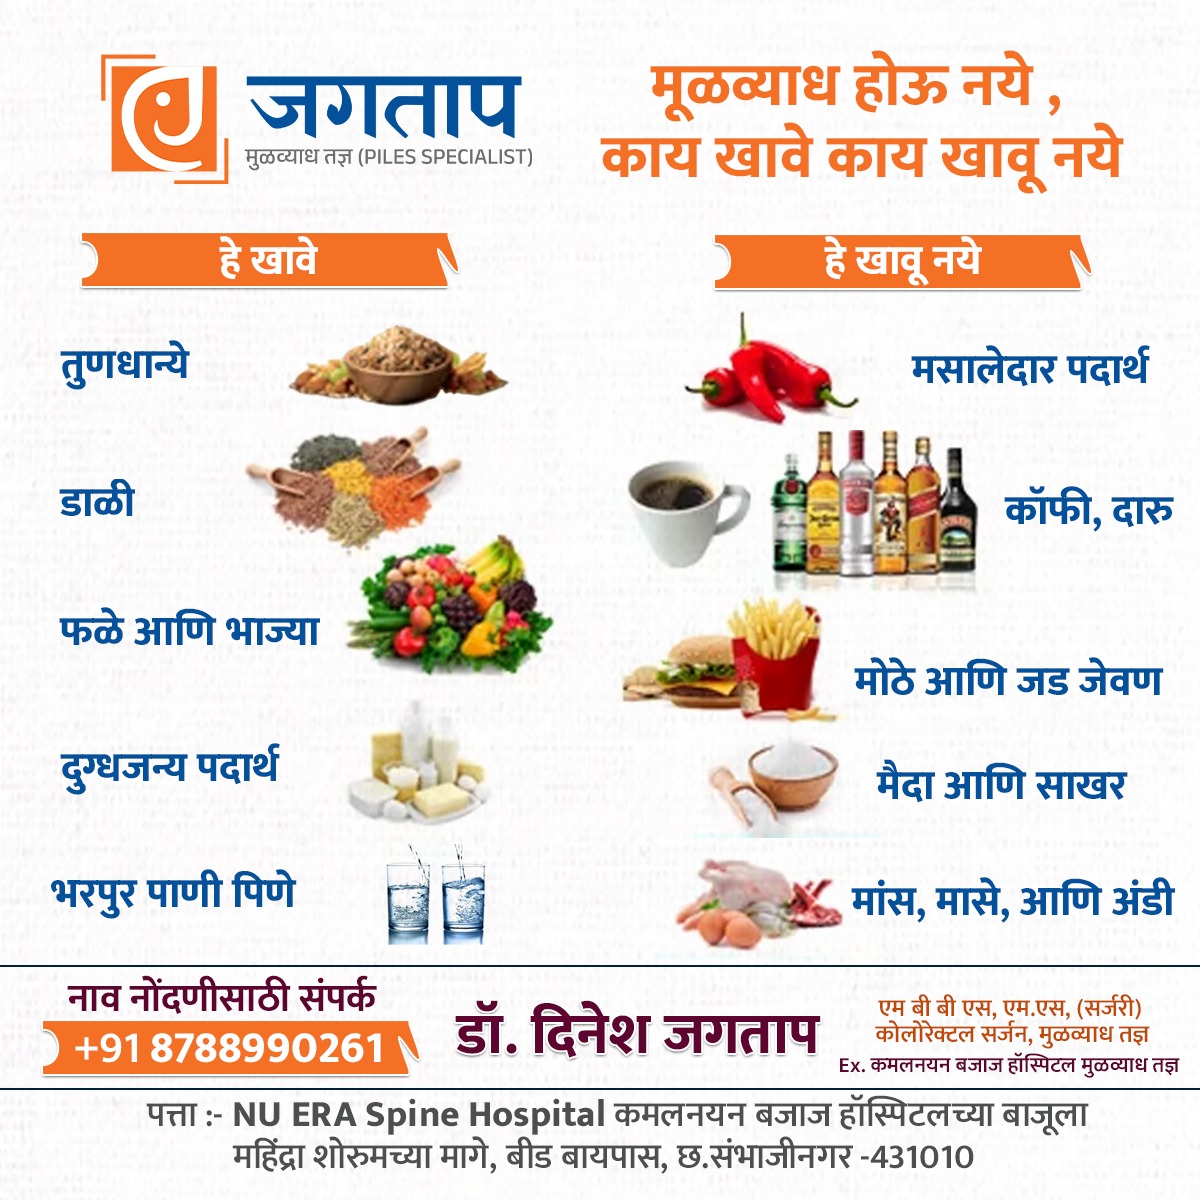 जगताप
मुळव्याध तज्ञ (PILES SPECIALIST)
मूळव्याध होऊ नये ,
काय खावे काय खावू नये
हे खावे
तुणधान्ये
डाळी
फळे आणि भाज्या
दुग्धजन्य पदार्थ
भरपुर पाणी पिणे
हे खावू नये
मसालेदार पदार्थ
कॉफी, दारु
मोठे आणि जड जेवण
मैदा आणि साखर
मांस, मासे, आणि अंडी
नाव नोंदणीसाठी संपर्क
+91 8788990261
डॉ. दिनेश जगताप
एम बी बी एस, एम.एस, (सर्जरी)
कोलोरेक्टल सर्जन, मुळव्याध तज्ञ
Ex. कमलनयन बजाज हॉस्पिटल मुळव्याध तज्ञ
पत्ता :- NU ERA Spine Hospital कमलनयन बजाज हॉस्पिटलच्या बाजूला
महिंद्रा शोरुमच्या मागे, बीड बायपास, छ.संभाजीनगर -431010